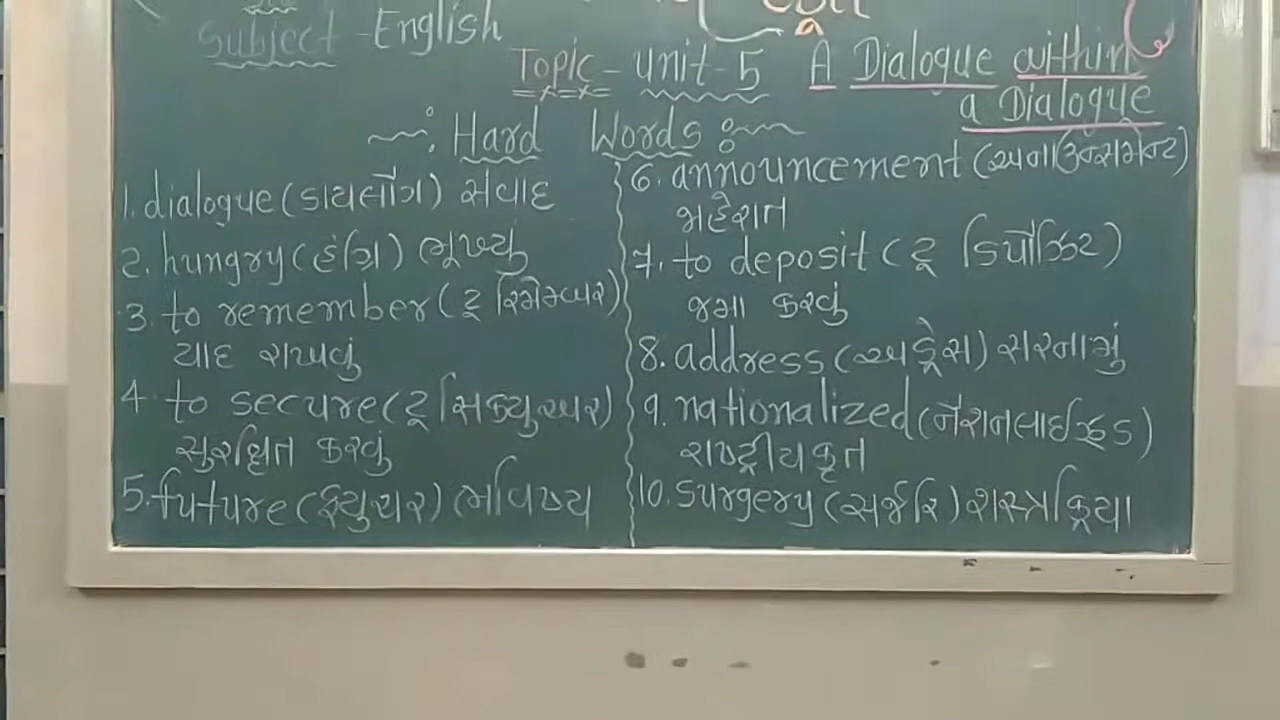 Subject - English
Topic - Unit - 5 A Dialogue within
a Dialogue
Hard Words :
1. dialogue (ડાયલૉગ) સંવાદ
2. hungry (હંગ્રિ) ભૂખ્યું
3. to remember (ટૂ રિમેમ્બર)
યાદ રાખવું
4. to secure (ટૂ સિક્યુઅર)
સુરક્ષિત કરવું
5. future (ફ્યુચર) ભવિષ્ય
6. announcement (અનાઉન્સમેન્ટ)
જાહેરાત
7. to deposit (ટૂ ડિપૉઝિટ)
જમા કરવું
8. address (અડ્રેસ) સરનામું
9. nationalized (નૅશનલાઈઝ્ડ)
રાષ્ટ્રીયકૃત
10. surgery (સર્જરિ) શસ્ત્રક્રિયા